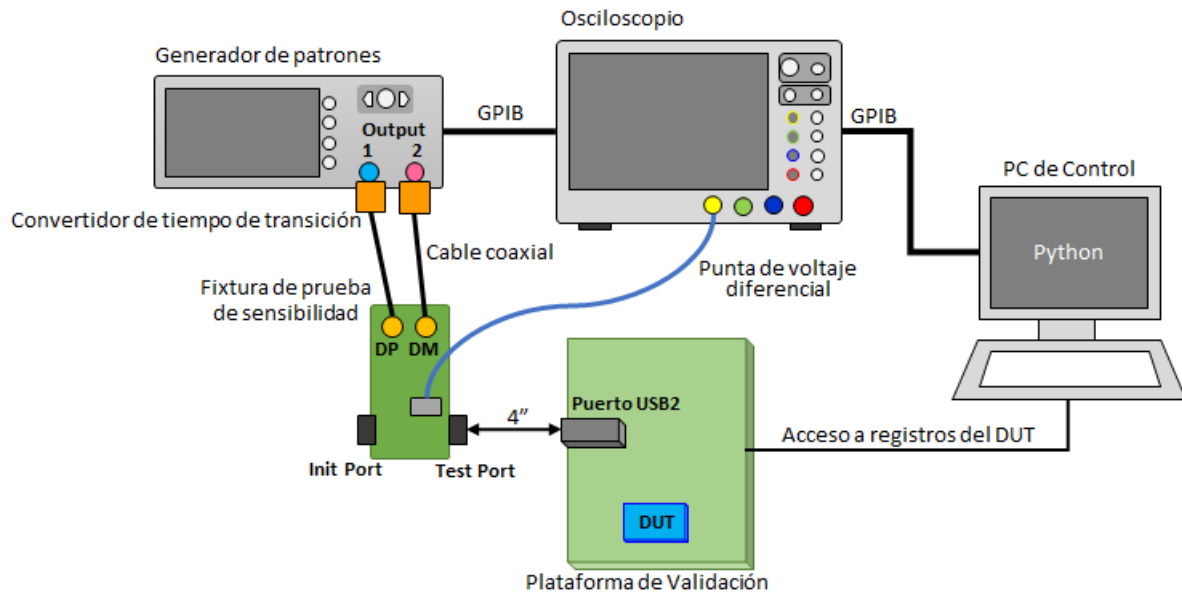 Osciloscopio
Generador de patrones
GPIB
GPIB
Output
1 2
PC de Control
Python
Convertidor de tiempo de transición
Cable coaxial
Punta de voltaje
diferencial
Fixtura de prueba
de sensibilidad
DP DM
Puerto USB2
4”
Init Port
Test Port
Acceso a registros del DUT
DUT
Plataforma de Validación